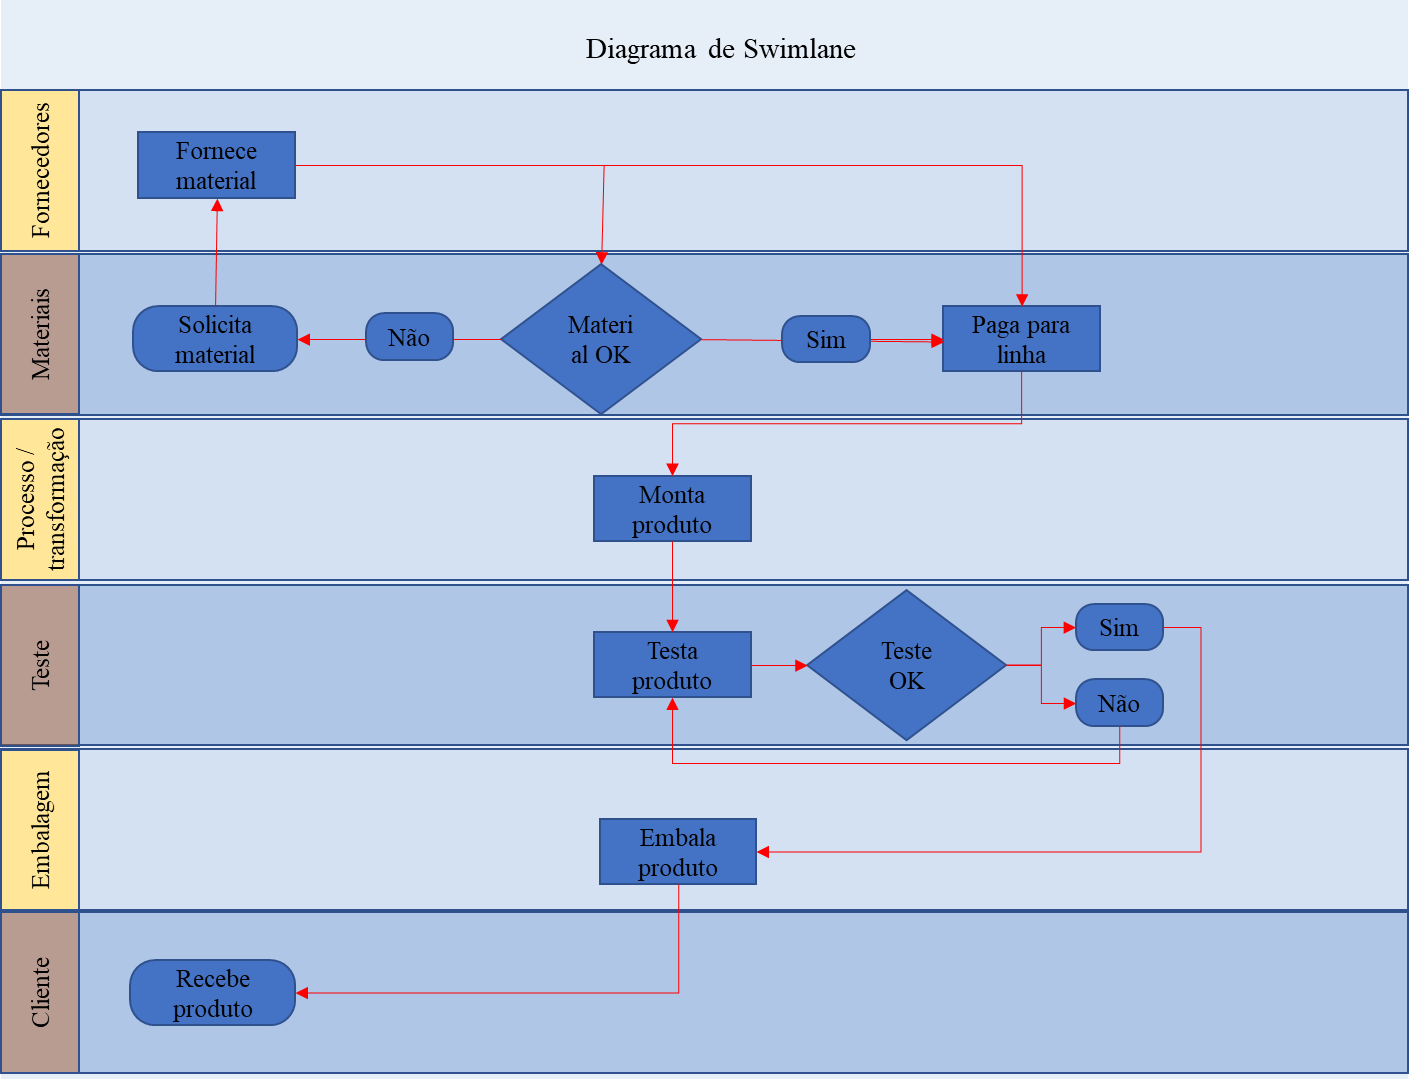 Diagrama de Swimlane
Fornecedores
Fornece
material
Materiais
Solicita
material
Não
Materi
al OK
Sim
Paga para
linha
Processo /
transformação
Monta
produto
Teste
Testa
produto
Teste
OK
Sim
Não
Embalagem
Embala
produto
Cliente
Recebe
produto